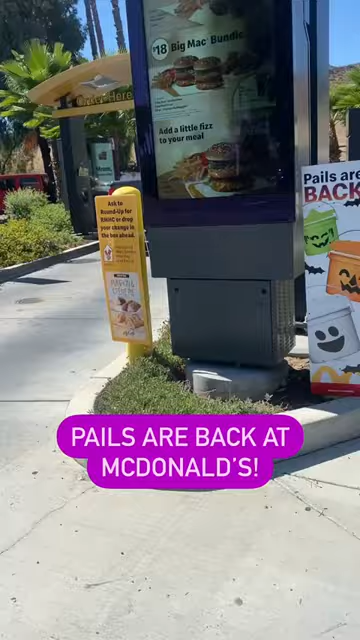 $18 Big Mac Bundle
Add a little fizz
to your meal
Order Here
Ask to
Round-Up for
RMHC or drop
your change in
the box ahead.
Pails are
BACK
PAILS ARE BACK AT
MCDONALD'S!